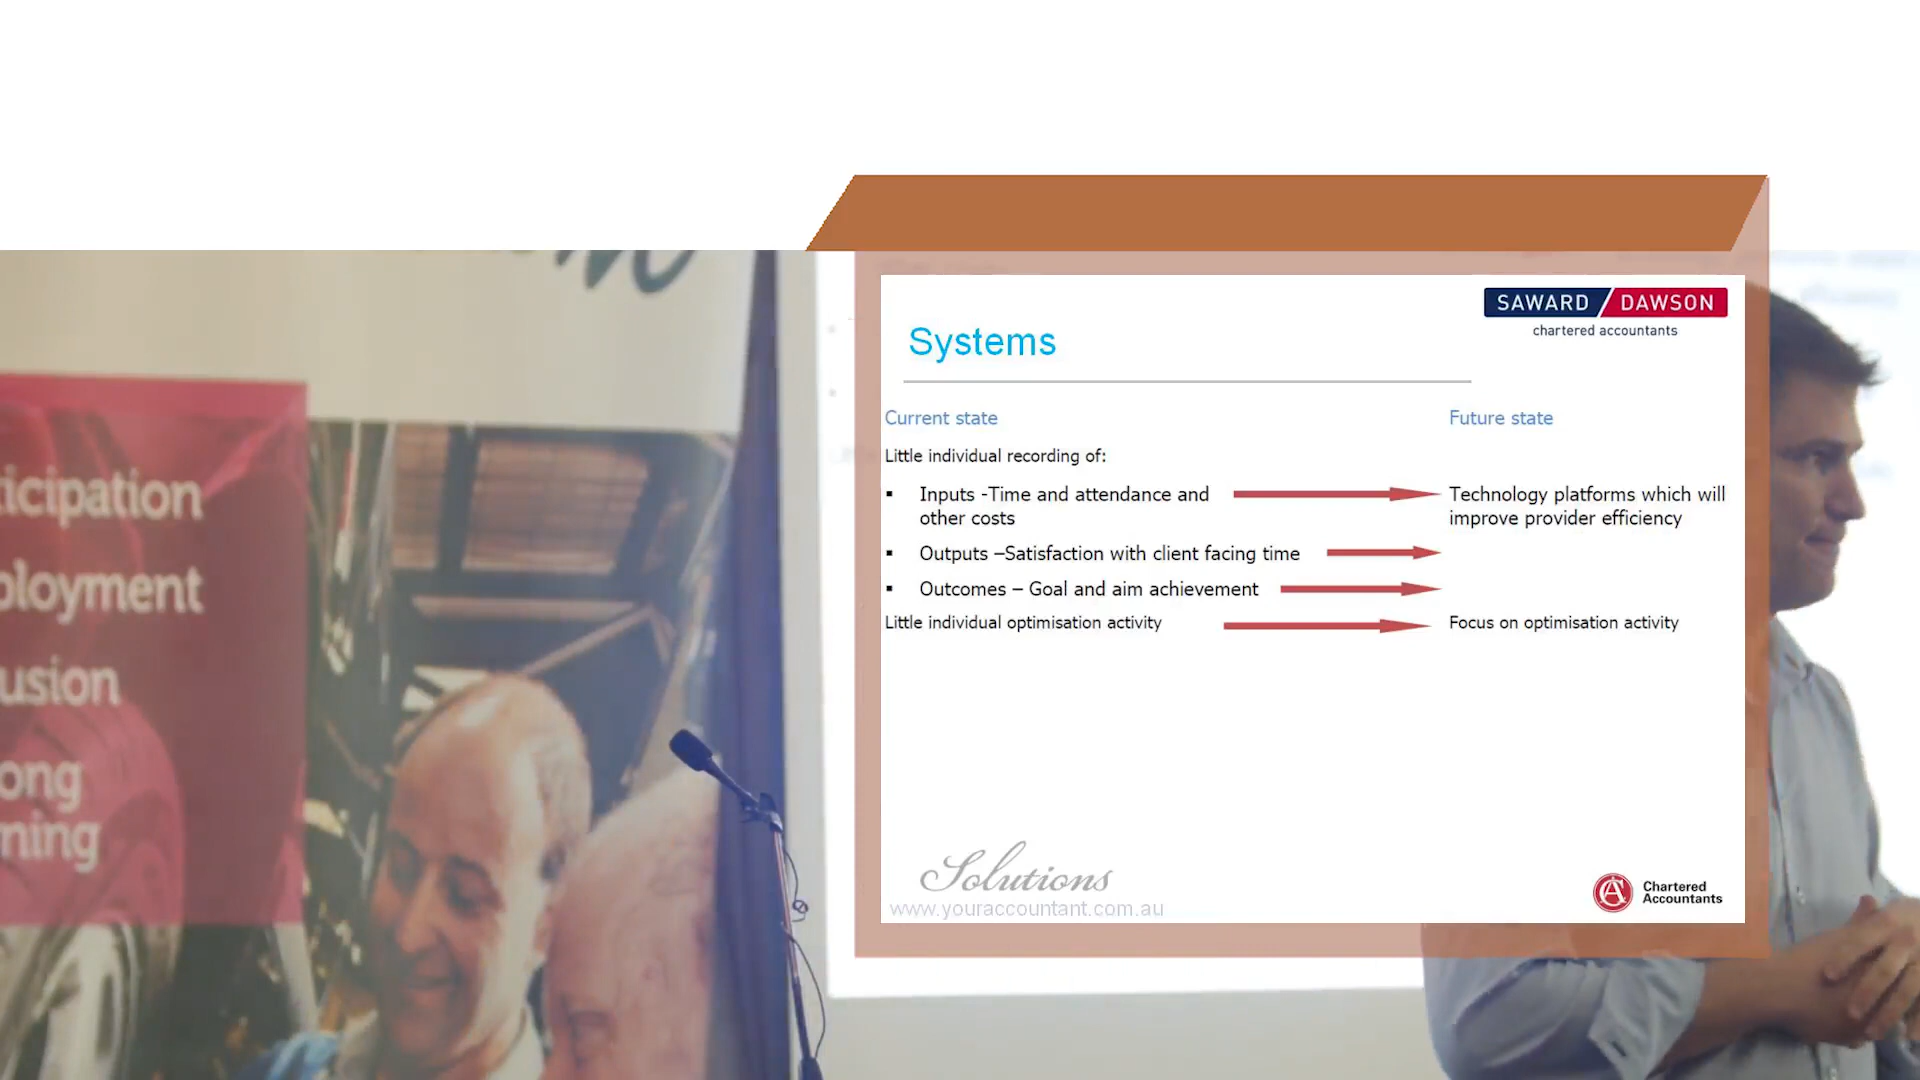 icipation
ployment
usion
ong
rning
SAWARD DAWSON
chartered accountants
Systems
Current state
Future state
Little individual recording of:
▪ Inputs -Time and attendance and
other costs
Technology platforms which will
improve provider efficiency
▪ Outputs –Satisfaction with client facing time
▪ Outcomes – Goal and aim achievement
Little individual optimisation activity
Focus on optimisation activity
Solutions
www.youraccountant.com.au
CA
Chartered
Accountants